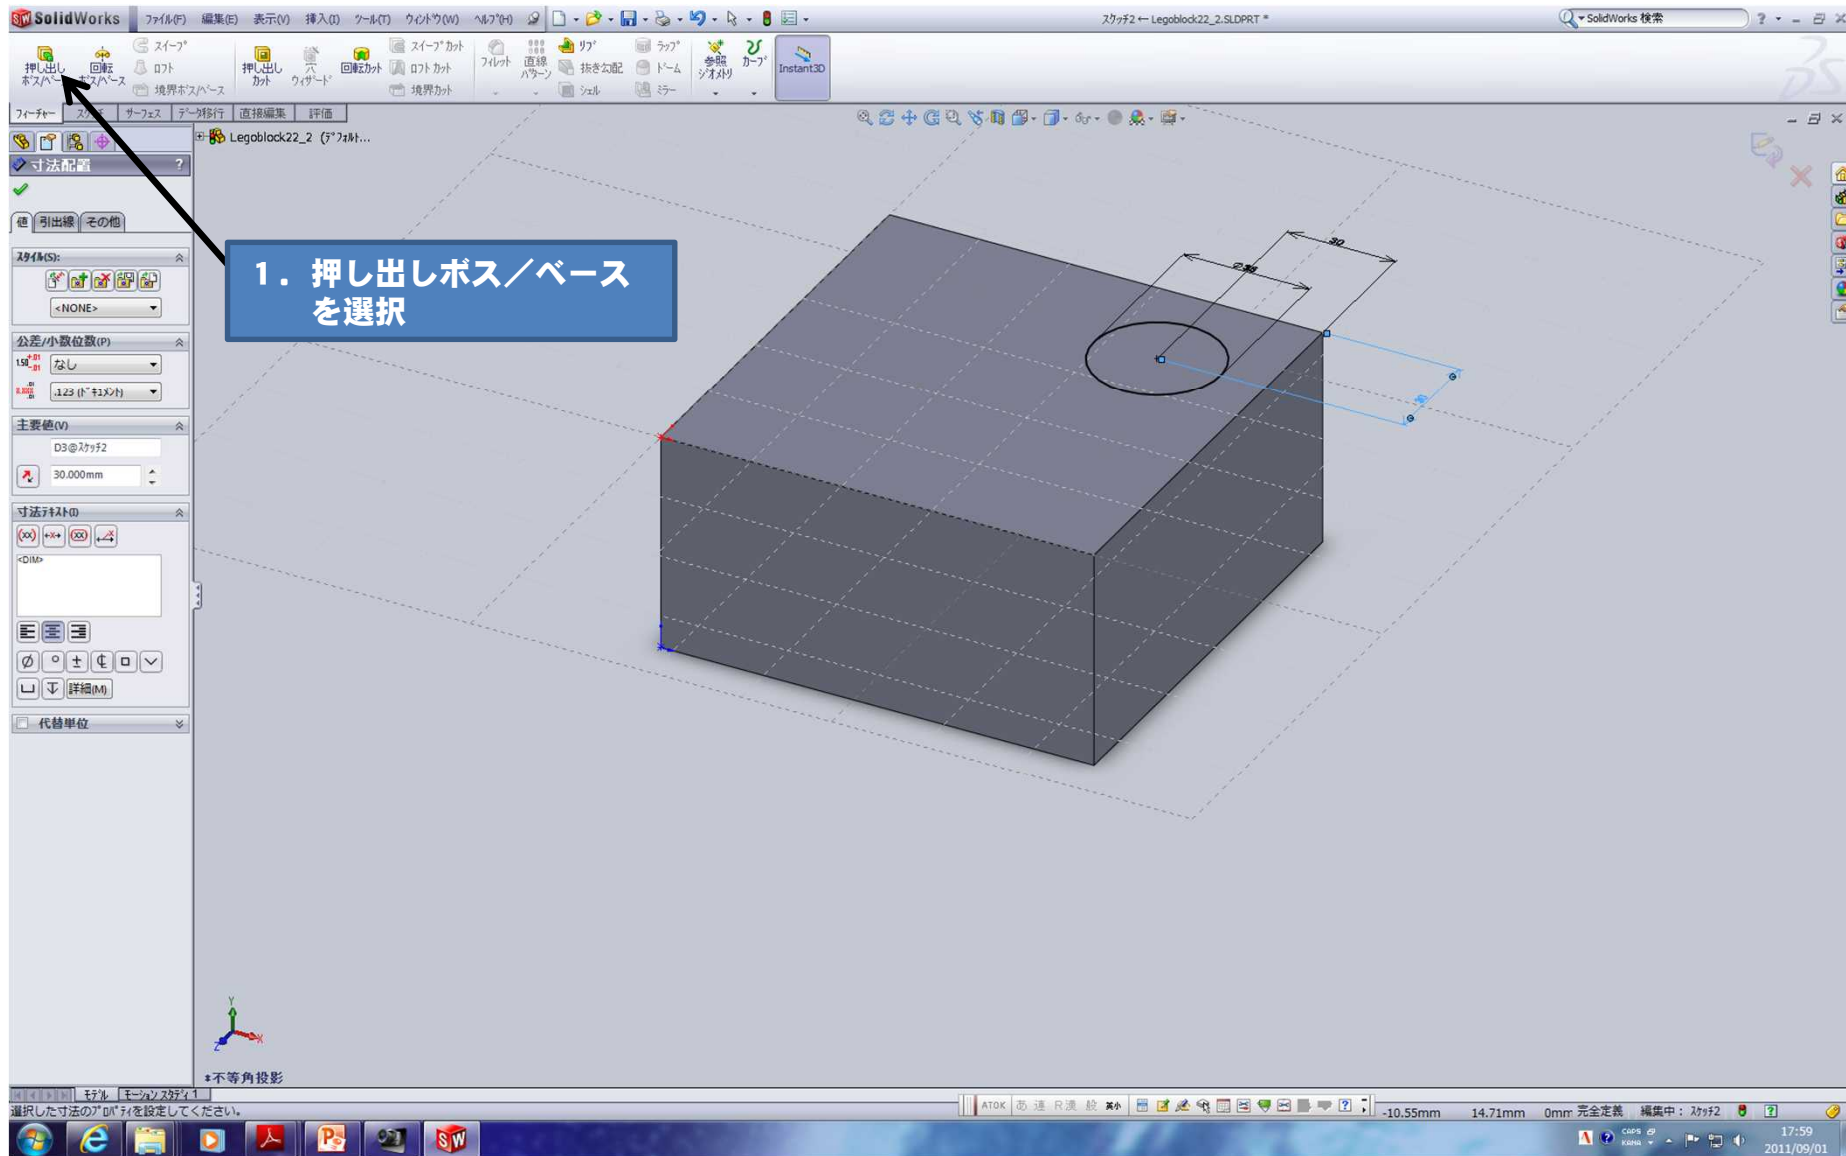 SolidWorks ファイル(F) 編集(E) 表示(V) 挿入(I) ツール(T) ウィンドウ(W) ヘルプ(H) スケッチ2 ← Legoblock22_2.SLDPRT * SolidWorks 検索
押し出し
ボス/ベース
回転
ボス/ベース
スイープ
ロフト
境界ボス/ベース
押し出し
カット
穴
ウィザード
回転カット
スイープ カット
ロフト カット
境界カット
フィレット
直線
パターン
リブ
抜き勾配
シェル
ラップ
ドーム
ミラー
参照
ジオメトリ
カーブ
Instant3D
フィーチャー スケッチ サーフェス データ移行 直接編集 評価
Legoblock22_2 (デフォルト...
寸法配置 ?
値 引出線 その他
スタイル(S):
<NONE>
公差/小数位数(P)
なし
.123 (ドキュメント)
主要値(V)
D3@スケッチ2
30.000mm
寸法テキスト(I)
<DIM>
詳細(M)
代替単位
1. 押し出しボス/ベース
を選択
30
Y
X
Z
*不等角投影
モデル モーション スタディ 1
選択した寸法のプロパティを設定してください。
ATOK あ 連 R漢 般 英小
-10.55mm 14.71mm 0mm 完全定義 編集中: スケッチ2
CAPS
KANA
17:59
2011/09/01